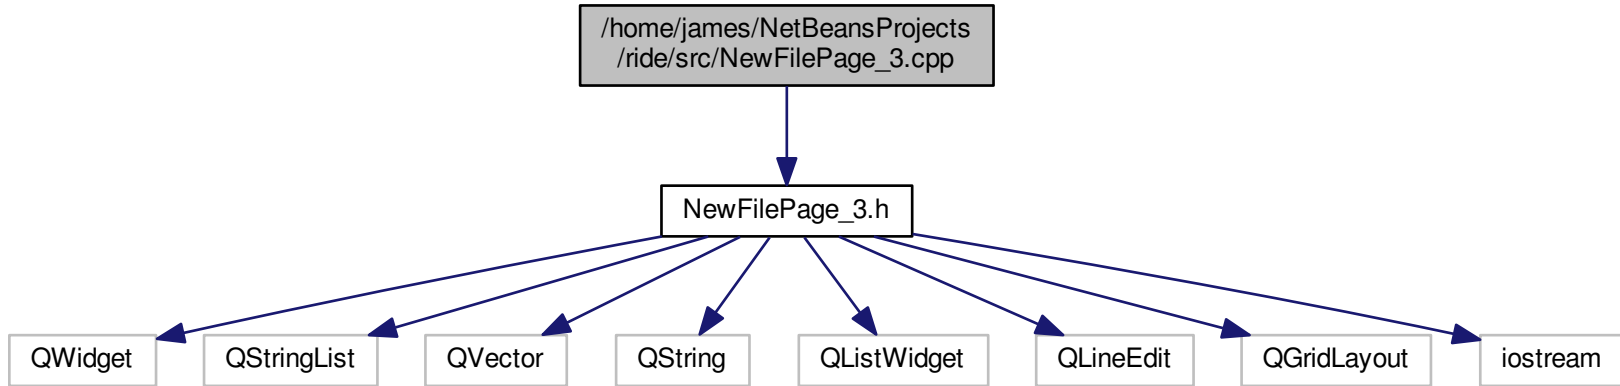 /home/james/NetBeansProjects
/ride/src/NewFilePage_3.cpp
NewFilePage_3.h
QWidget
QStringList
QVector
QString
QListWidget
QLineEdit
QGridLayout
iostream